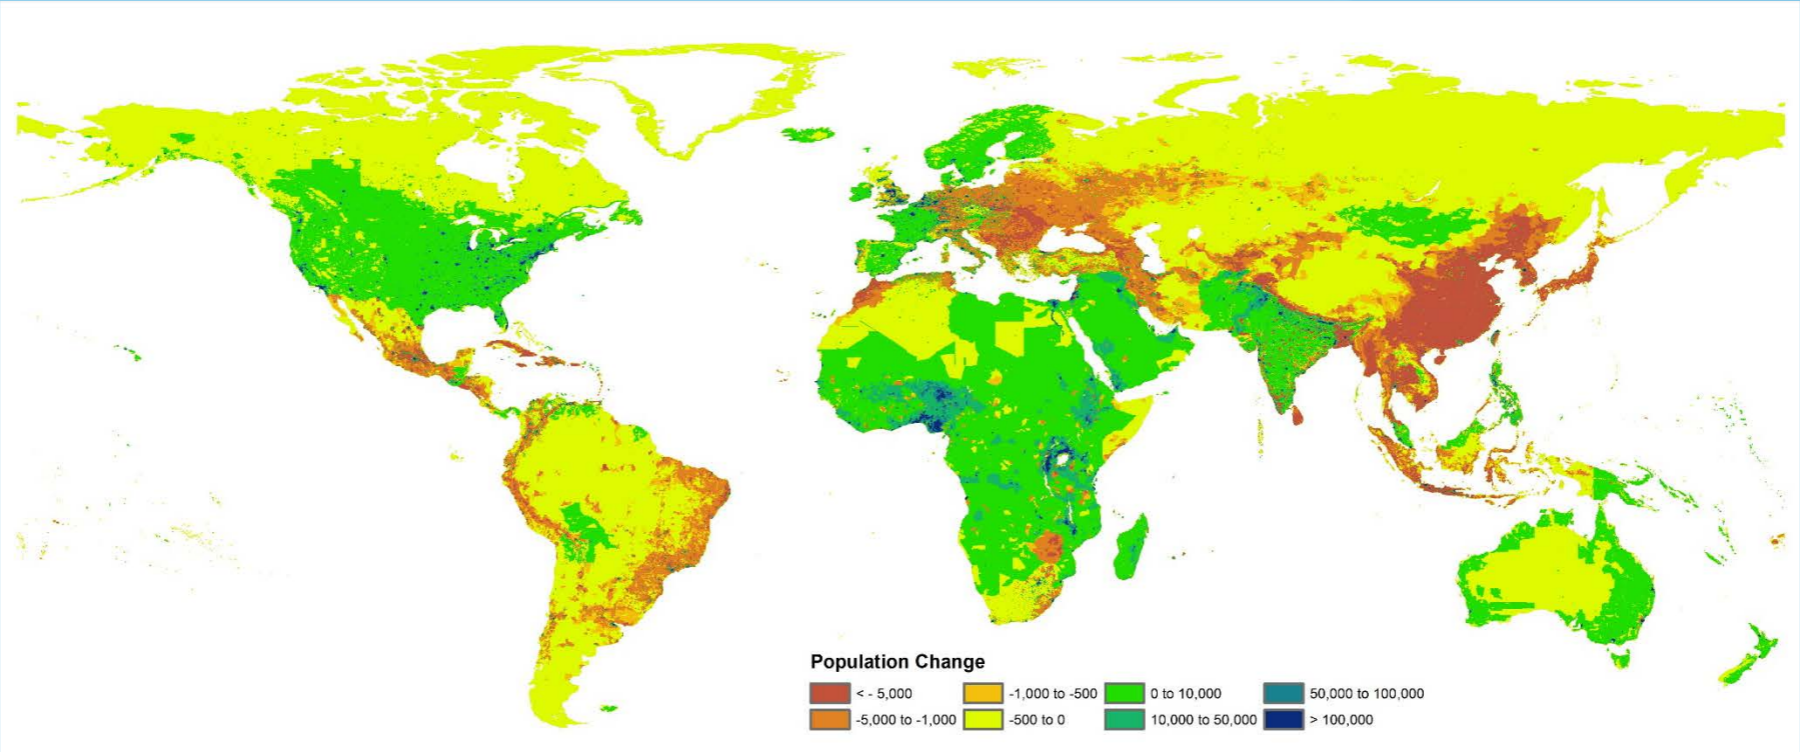 Population Change
< - 5,000 -1,000 to -500 0 to 10,000 50,000 to 100,000
-5,000 to -1,000 -500 to 0 10,000 to 50,000 > 100,000